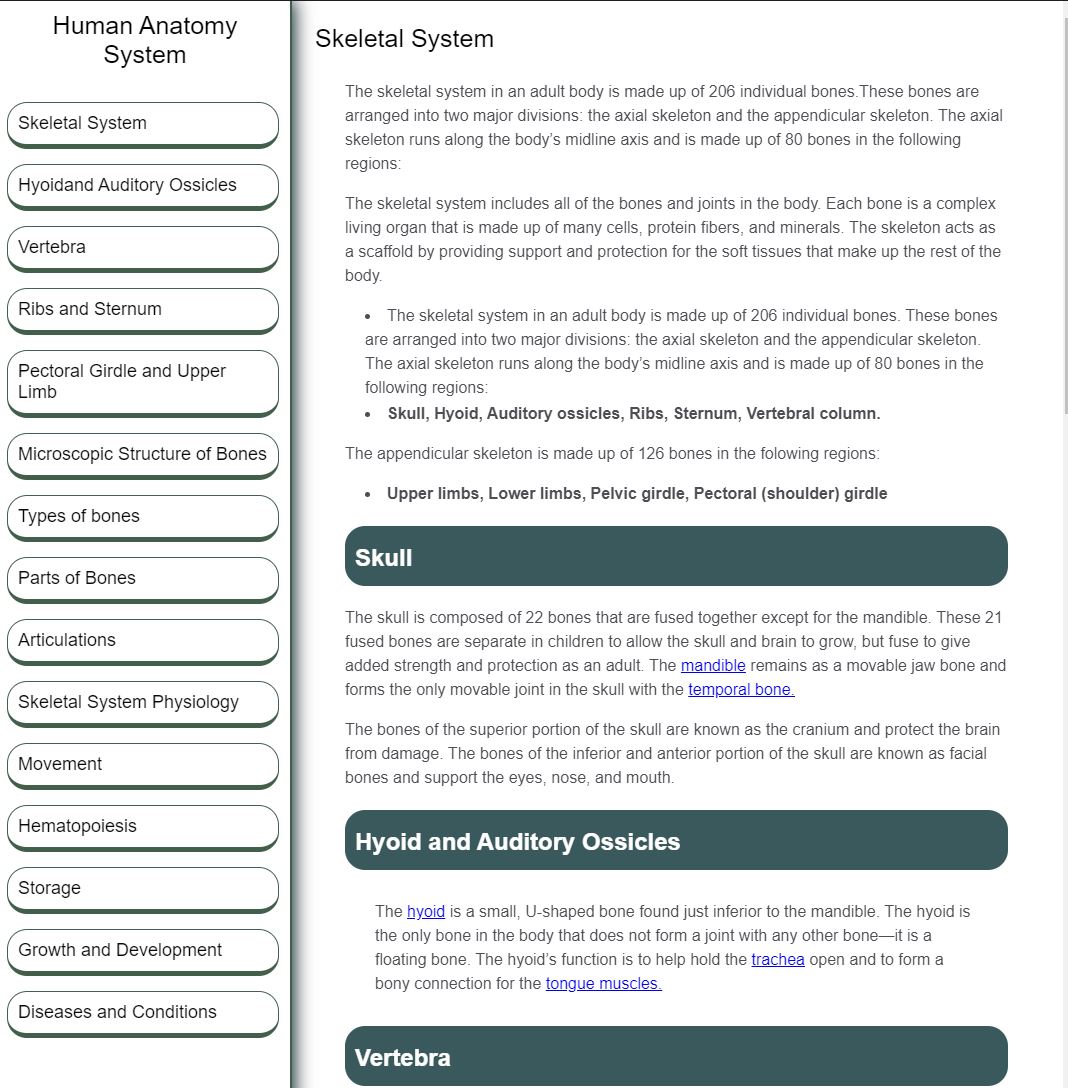 Human Anatomy
System
Skeletal System
Hyoidand Auditory Ossicles
Vertebra
Ribs and Sternum
Pectoral Girdle and Upper
Limb
Microscopic Structure of Bones
Types of bones
Parts of Bones
Articulations
Skeletal System Physiology
Movement
Hematopoiesis
Storage
Growth and Development
Diseases and Conditions
Skeletal System
The skeletal system in an adult body is made up of 206 individual bones.These bones are
arranged into two major divisions: the axial skeleton and the appendicular skeleton. The axial
skeleton runs along the body’s midline axis and is made up of 80 bones in the following
regions:
The skeletal system includes all of the bones and joints in the body. Each bone is a complex
living organ that is made up of many cells, protein fibers, and minerals. The skeleton acts as
a scaffold by providing support and protection for the soft tissues that make up the rest of the
body.
• The skeletal system in an adult body is made up of 206 individual bones. These bones
are arranged into two major divisions: the axial skeleton and the appendicular skeleton.
The axial skeleton runs along the body’s midline axis and is made up of 80 bones in the
following regions:
• Skull, Hyoid, Auditory ossicles, Ribs, Sternum, Vertebral column.
The appendicular skeleton is made up of 126 bones in the folowing regions:
• Upper limbs, Lower limbs, Pelvic girdle, Pectoral (shoulder) girdle
Skull
The skull is composed of 22 bones that are fused together except for the mandible. These 21
fused bones are separate in children to allow the skull and brain to grow, but fuse to give
added strength and protection as an adult. The mandible remains as a movable jaw bone and
forms the only movable joint in the skull with the temporal bone.
The bones of the superior portion of the skull are known as the cranium and protect the brain
from damage. The bones of the inferior and anterior portion of the skull are known as facial
bones and support the eyes, nose, and mouth.
Hyoid and Auditory Ossicles
The hyoid is a small, U-shaped bone found just inferior to the mandible. The hyoid is
the only bone in the body that does not form a joint with any other bone—it is a
floating bone. The hyoid’s function is to help hold the trachea open and to form a
bony connection for the tongue muscles.
Vertebra